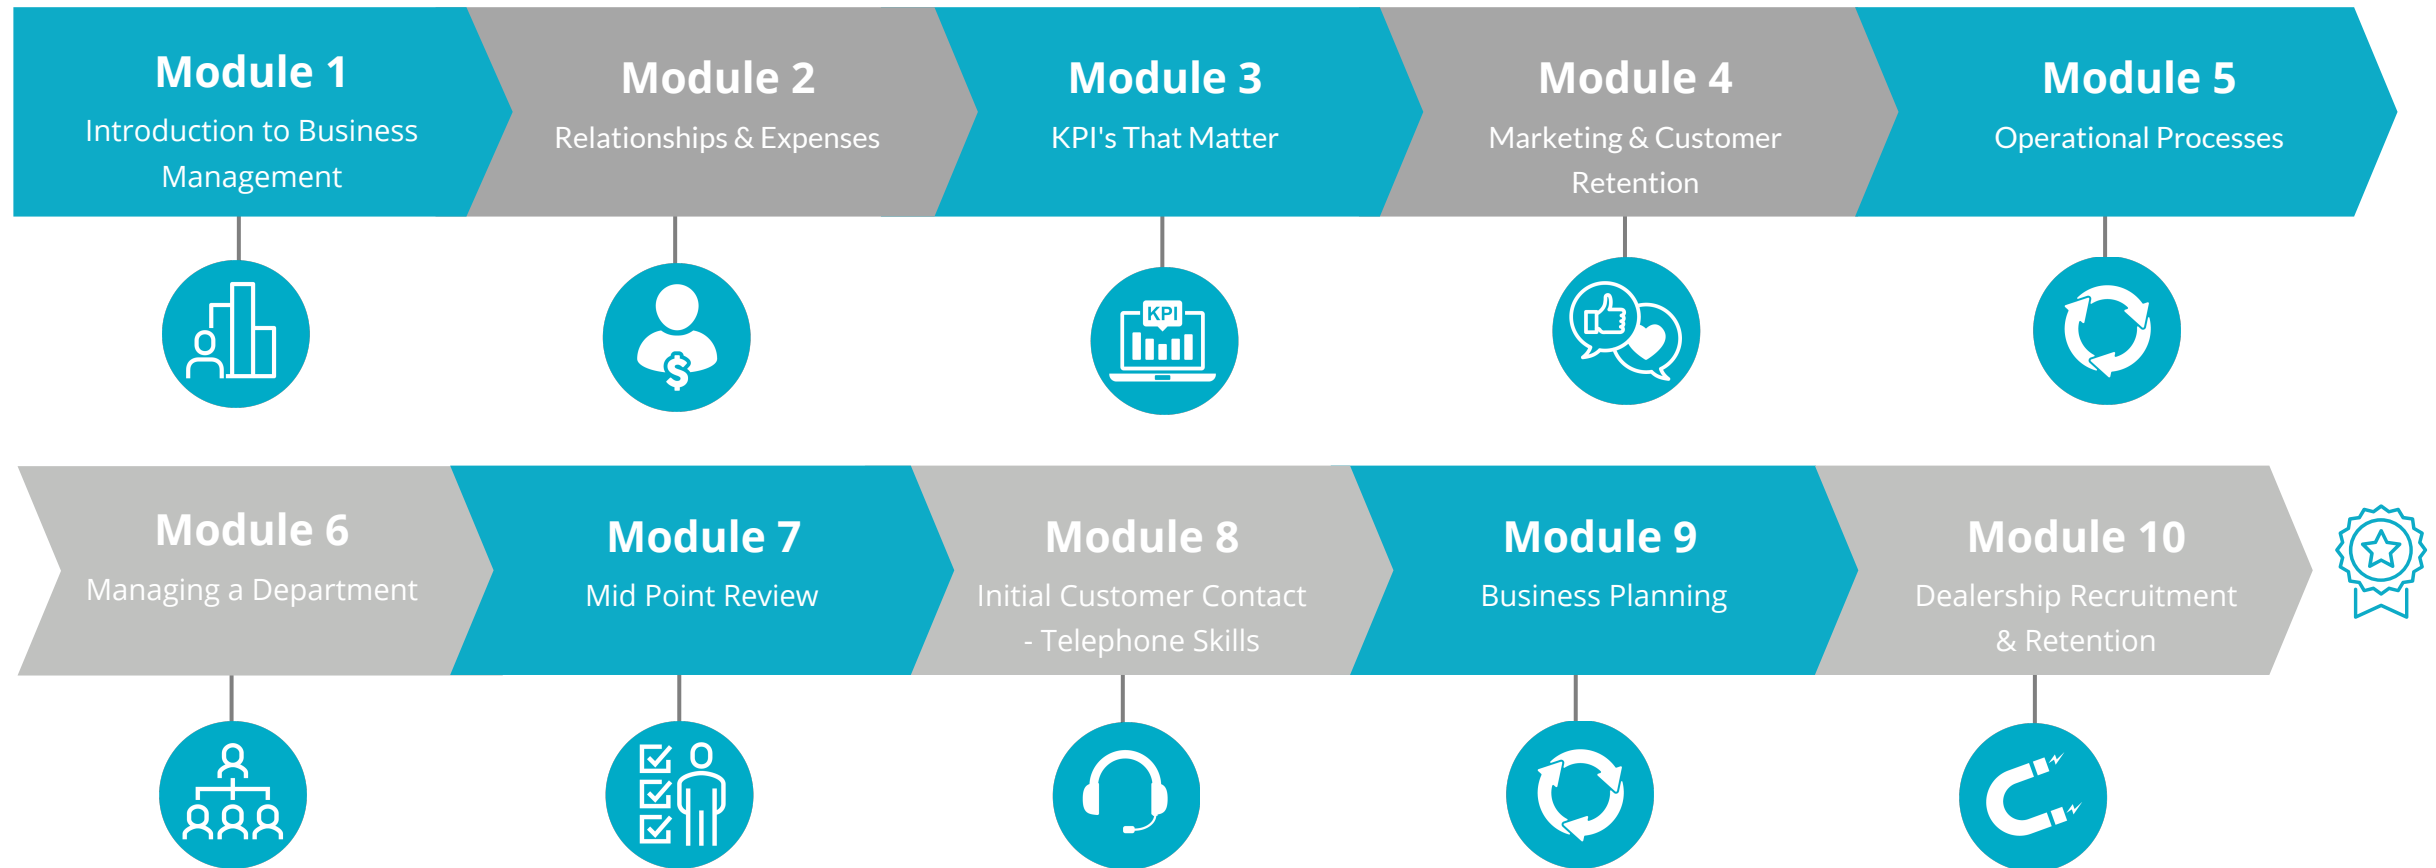 Module 1
Introduction to Business
Management
Module 2
Relationships & Expenses
Module 3
KPI's That Matter
Module 4
Marketing & Customer
Retention
Module 5
Operational Processes
KPI
$
Module 6
Managing a Department
Module 7
Mid Point Review
Module 8
Initial Customer Contact
- Telephone Skills
Module 9
Business Planning
Module 10
Dealership Recruitment
& Retention